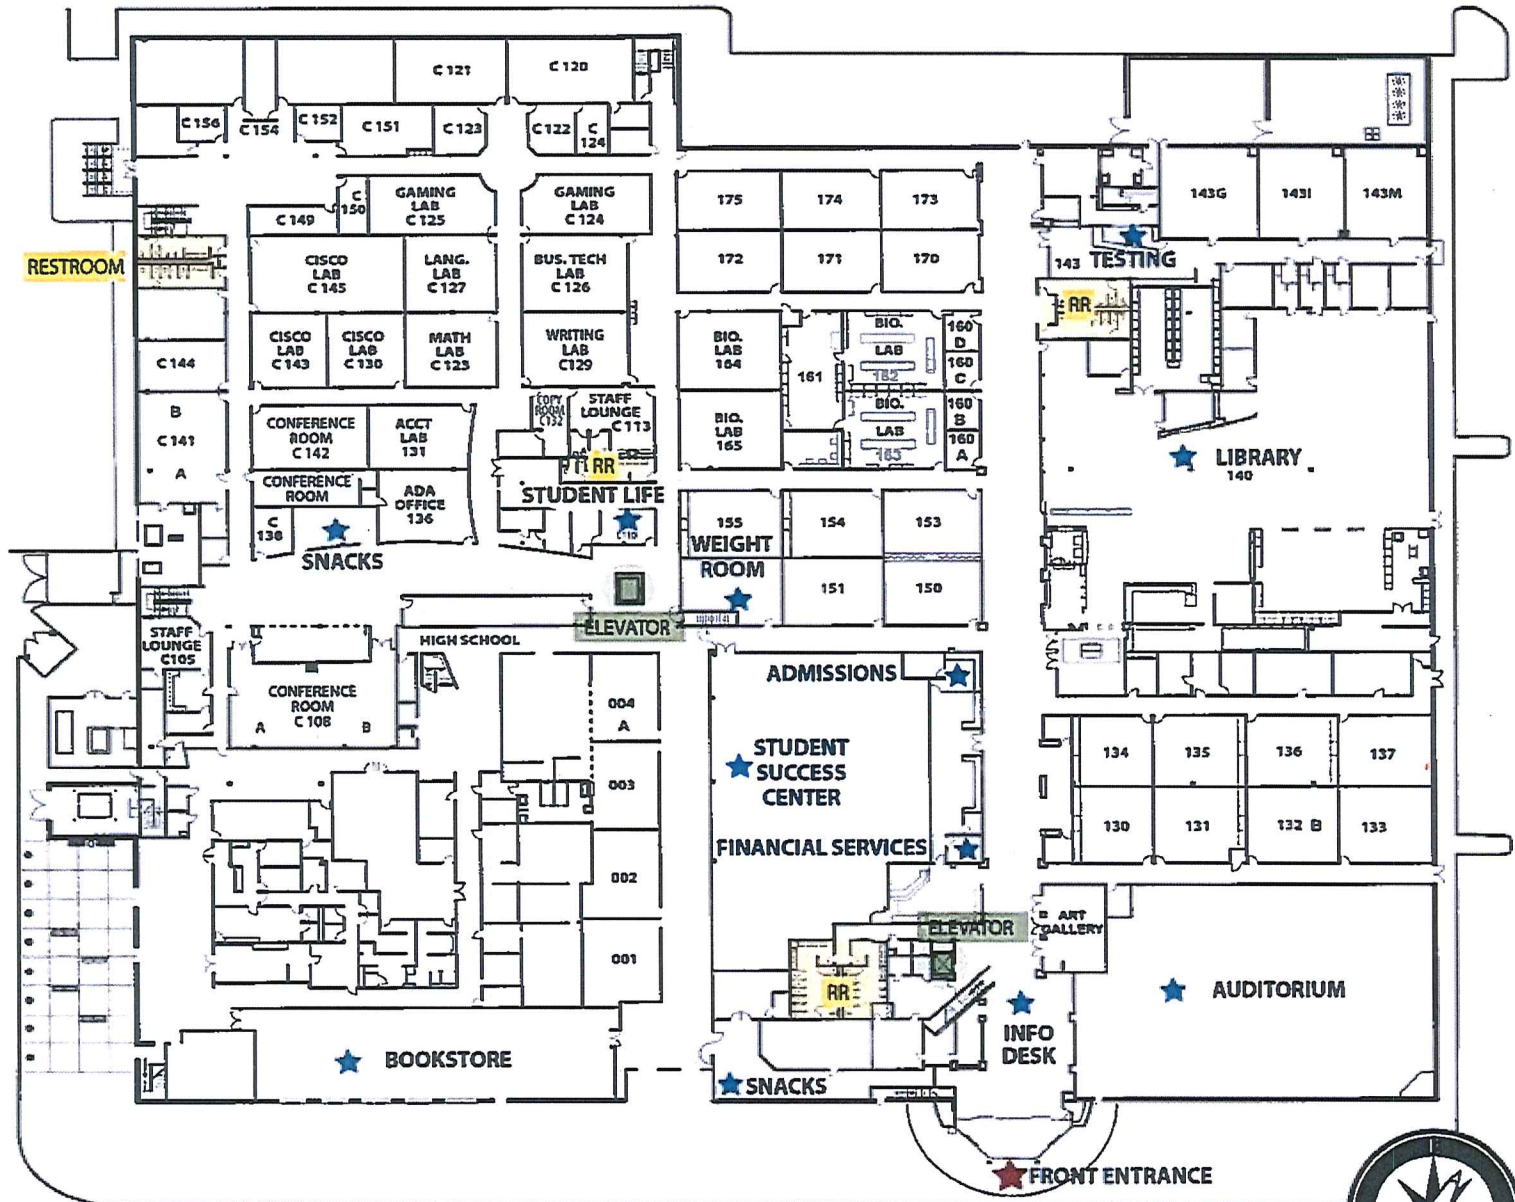 C 121
C 120
C 156
C 154
C 152
C 151
C 123
C 122
C
124
C 149
C
150
GAMING
LAB
C 125
GAMING
LAB
C 124
175
174
173
143G
143I
143M
RESTROOM
CISCO
LAB
C 145
LANG.
LAB
C 127
BUS. TECH
LAB
C 126
172
171
170
143
TESTING
RR
C 144
CISCO
LAB
C 143
CISCO
LAB
C 130
MATH
LAB
C 125
WRITING
LAB
C129
BIO.
LAB
164
161
BIO.
LAB
162
160
D
160
C
B
C 141
A
CONFERENCE
ROOM
C 142
ACCT
LAB
131
COPY
ROOM
C132
STAFF
LOUNGE
C 113
RR
BIO.
LAB
165
BIO.
LAB
163
160
B
160
A
LIBRARY
140
CONFERENCE
ROOM
ADA
OFFICE
136
C
138
SNACKS
STUDENT LIFE
C110
155
154
153
WEIGHT
ROOM
151
150
ELEVATOR
STAFF
LOUNGE
C105
HIGH SCHOOL
CONFERENCE
ROOM
C 108
A
B
004
A
003
002
001
ADMISSIONS
STUDENT
SUCCESS
CENTER
FINANCIAL SERVICES
134
135
136
137
130
131
132 B
133
ELEVATOR
ART
GALLERY
RR
INFO
DESK
AUDITORIUM
BOOKSTORE
SNACKS
FRONT ENTRANCE